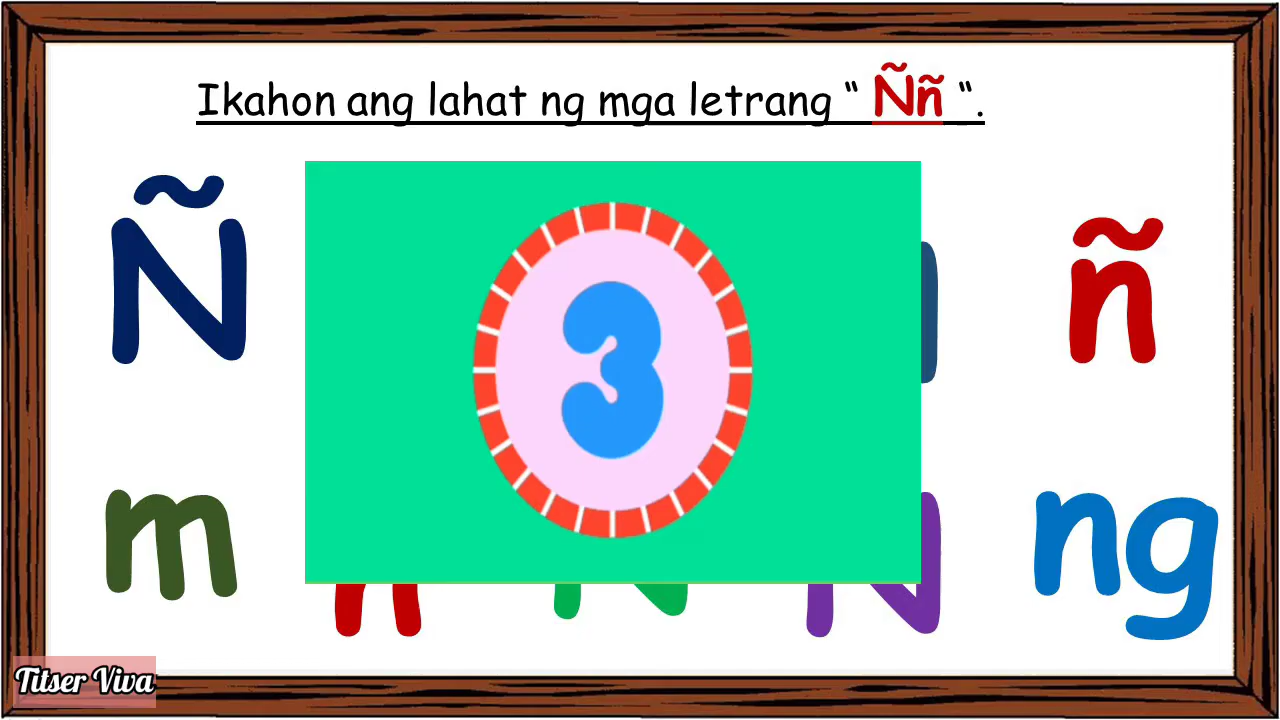 Ikahon ang lahat ng mga letrang “ Ññ “.
Ñ 3 ñ
m ng
Titser Viva